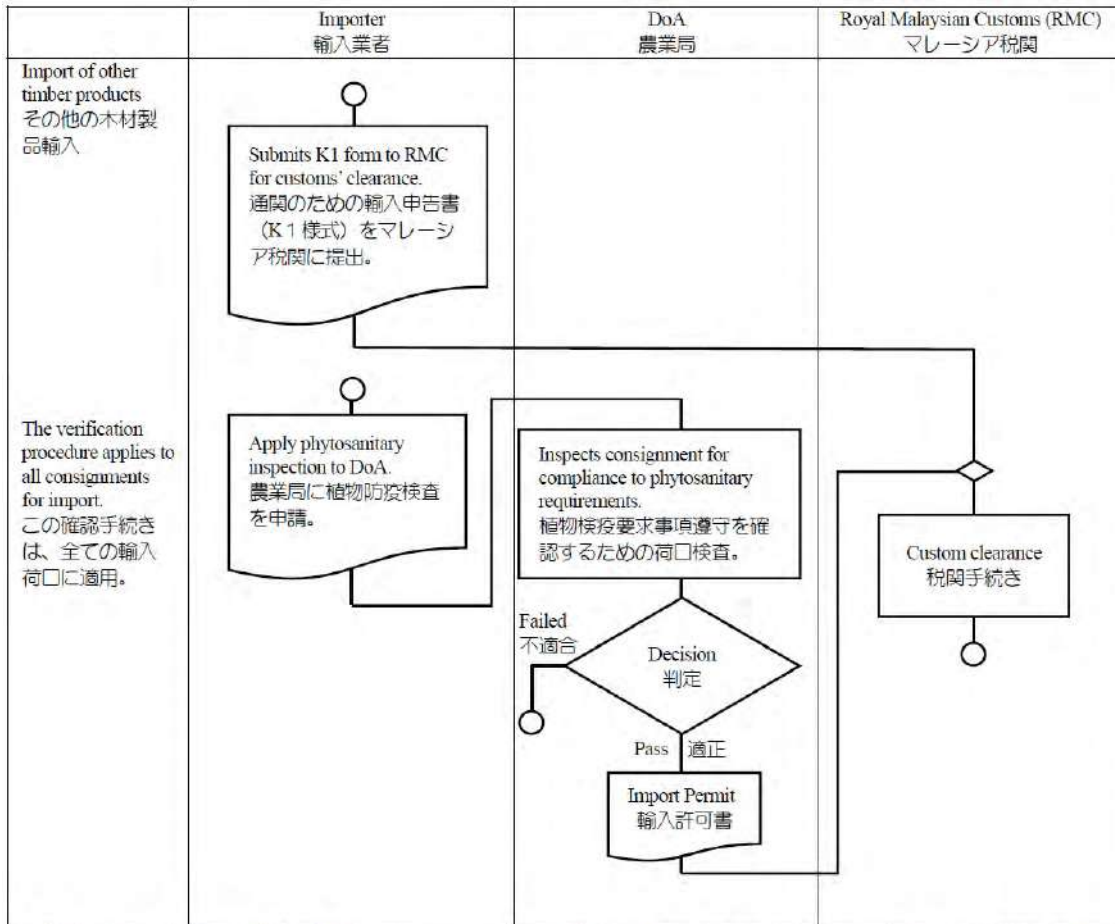 Importer
輸入業者
DoA
農業局
Royal Malaysian Customs (RMC)
マレーシア税関
Import of other
timber products
その他の木材製
品輸入
Submits K1 form to RMC
for customs' clearance.
通関のための輸入申告書
（K１様式）をマレーシ
ア税関に提出。
The verification
procedure applies to
all consignments
for import.
この確認手続き
は、全ての輸入
荷口に適用。
Apply phytosanitary
inspection to DoA.
農業局に植物防疫検査
を申請。
Inspects consignment for
compliance to phytosanitary
requirements.
植物検疫要求事項遵守を確
認するための荷口検査。
Custom clearance
税関手続き
Failed
不適合
Decision
判定
Pass 適正
Import Permit
輸入許可書